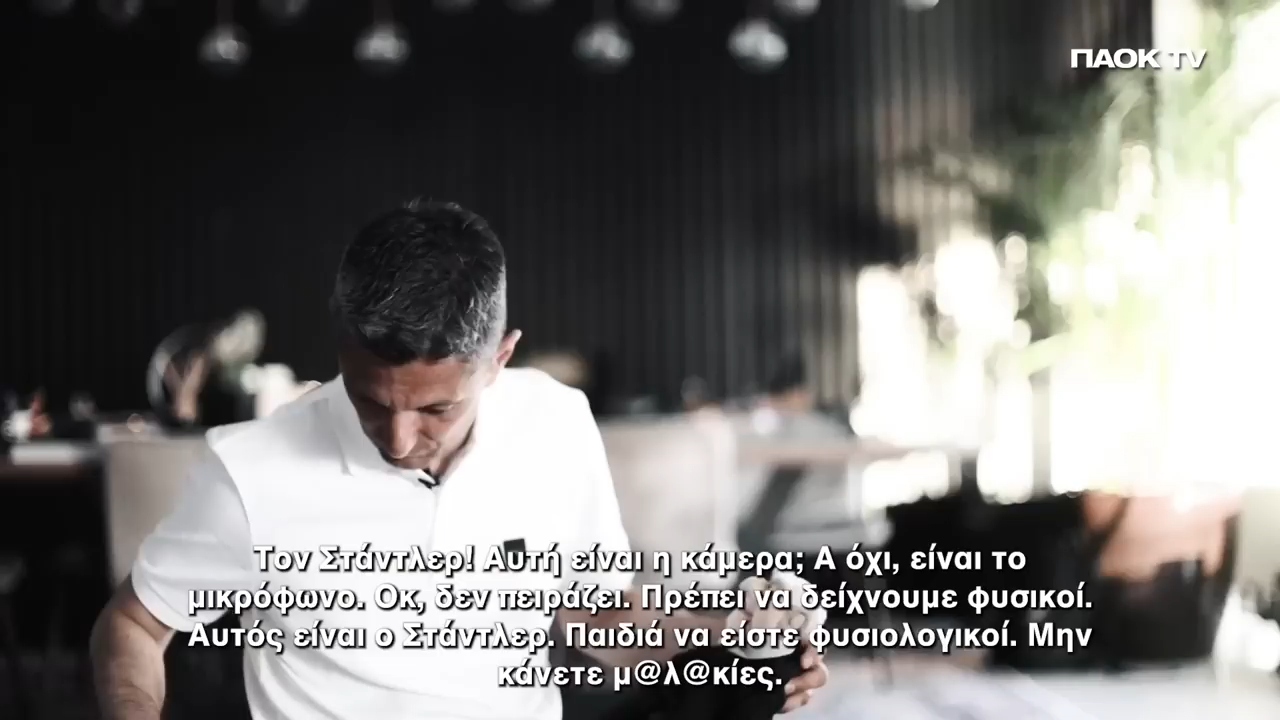 ΠΑΟΚ TV
Τον Στάντλερ! Αυτή είναι η κάμερα; Α όχι, είναι το
μικρόφωνο. Οκ, δεν πειράζει. Πρέπει να δείχνουμε φυσικοί.
Αυτός είναι ο Στάντλερ. Παιδιά να είστε φυσιολογικοί. Μην
κάνετε μ@λ@κίες.